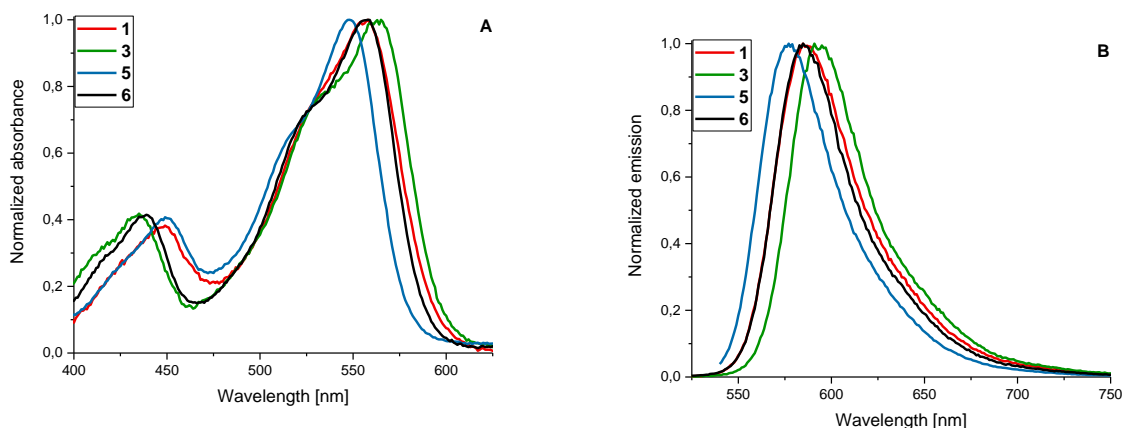 A
1
3
5
6
Normalized absorbance
1,0
0,8
0,6
0,4
0,2
0,0
400 450 500 550 600
Wavelength [nm]
B
1
3
5
6
Normalized emission
1,0
0,8
0,6
0,4
0,2
0,0
550 600 650 700 750
Wavelength [nm]